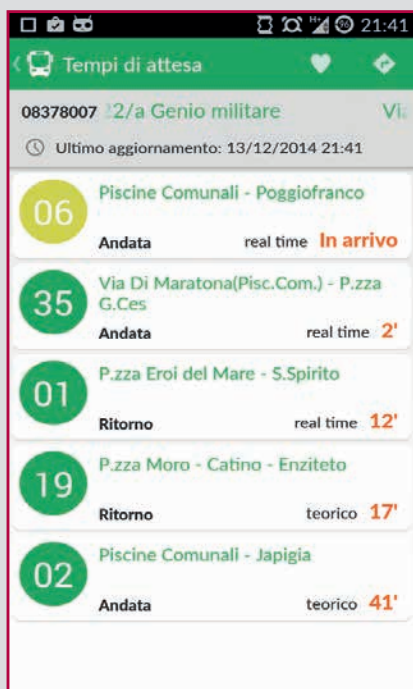 96 21:41
Tempi di attesa
08378007 2/a Genio militare Via
Ultimo aggiornamento: 13/12/2014 21:41
06
Piscine Comunali - Poggiofranco
Andata real time In arrivo
35
Via Di Maratona(Pisc.Com.) - P.zza
G.Ces
Andata real time 2'
01
P.zza Eroi del Mare - S.Spirito
Ritorno real time 12'
19
P.zza Moro - Catino - Enziteto
Ritorno teorico 17'
02
Piscine Comunali - Japigia
Andata teorico 41'